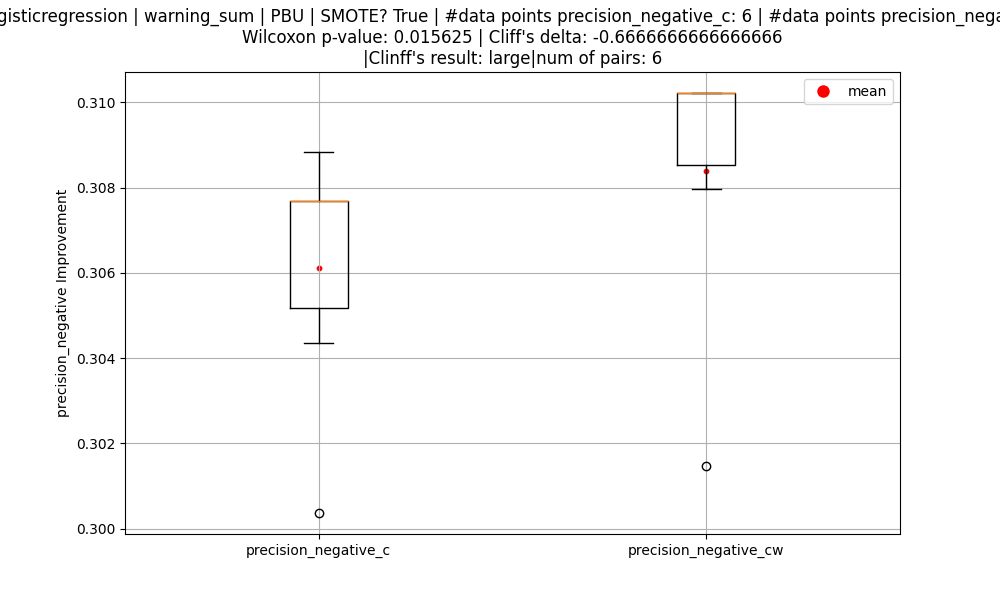 gisticregression | warning_sum | PBU | SMOTE? True | #data points precision_negative_c: 6 | #data points precision_nega
Wilcoxon p-value: 0.015625 | Cliff's delta: -0.6666666666666666
|Clinff's result: large|num of pairs: 6
mean
0.310
0.308
0.306
0.304
0.302
0.300
precision_negative Improvement
precision_negative_c
precision_negative_cw